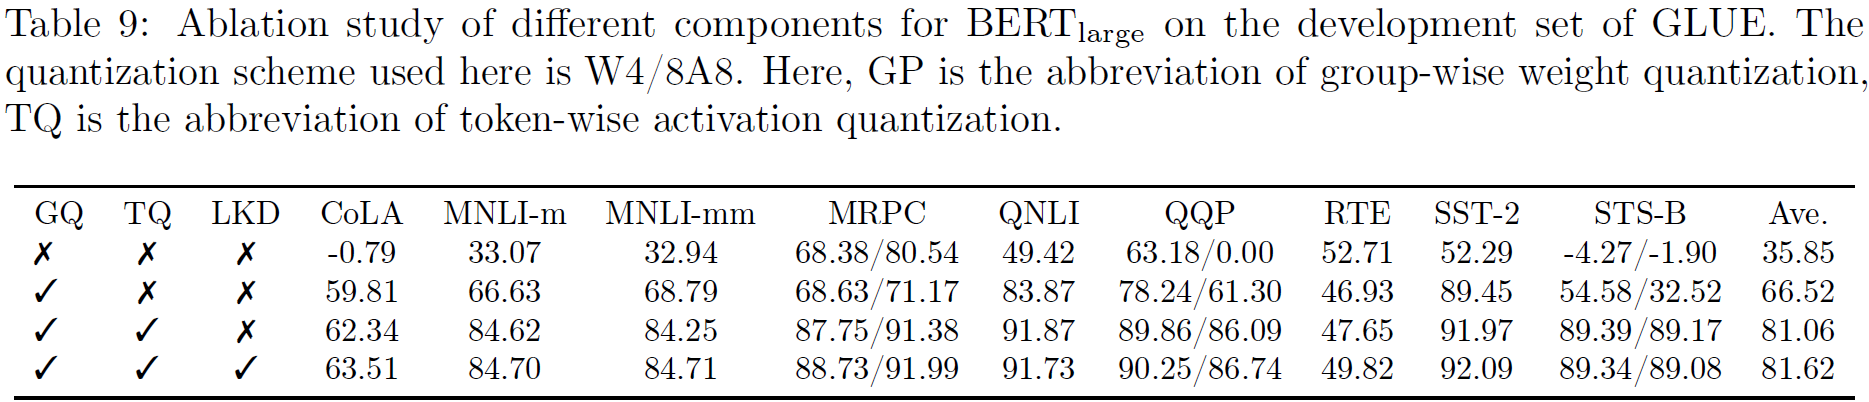 Table 9: Ablation study of different components for BERTlarge on the development set of GLUE. The
quantization scheme used here is W4/8A8. Here, GP is the abbreviation of group-wise weight quantization,
TQ is the abbreviation of token-wise activation quantization.
GQ TQ LKD CoLA MNLI-m MNLI-mm MRPC QNLI QQP RTE SST-2 STS-B Ave.
✗ ✗ ✗ -0.79 33.07 32.94 68.38/80.54 49.42 63.18/0.00 52.71 52.29 -4.27/-1.90 35.85
✓ ✗ ✗ 59.81 66.63 68.79 68.63/71.17 83.87 78.24/61.30 46.93 89.45 54.58/32.52 66.52
✓ ✓ ✗ 62.34 84.62 84.25 87.75/91.38 91.87 89.86/86.09 47.65 91.97 89.39/89.17 81.06
✓ ✓ ✓ 63.51 84.70 84.71 88.73/91.99 91.73 90.25/86.74 49.82 92.09 89.34/89.08 81.62